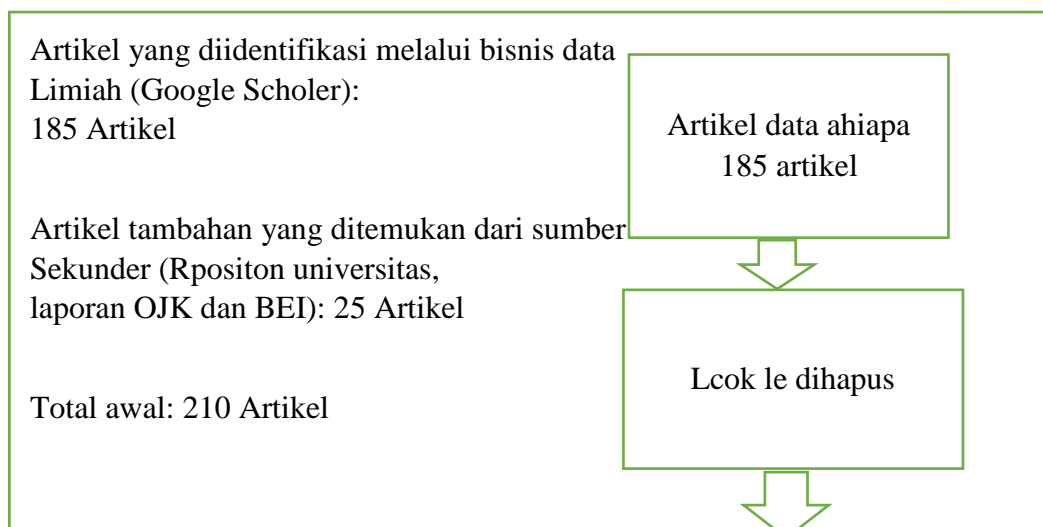 Artikel yang diidentifikasi melalui bisnis data
Limiah (Google Scholer):
185 Artikel
Artikel tambahan yang ditemukan dari sumber
Sekunder (Rpositon universitas,
laporan OJK dan BEI): 25 Artikel
Total awal: 210 Artikel
Artikel data ahiapa
185 artikel
Lcok le dihapus